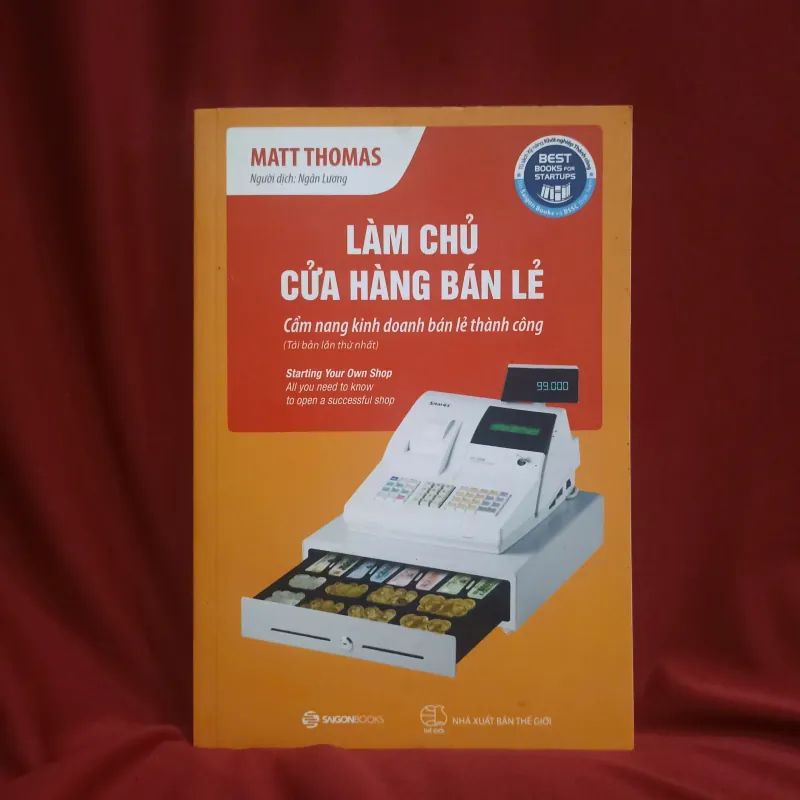 MATT THOMAS
Người dịch: Ngân Lương
BEST
BOOKS FOR
STARTUPS
LÀM CHỦ
CỬA HÀNG BÁN LẺ
Cẩm nang kinh doanh bán lẻ thành công
(Tái bản lần thứ nhất)
Starting Your Own Shop
All you need to know
to open a successful shop
99.000
SAIGONBOOKS
THẾ GIỚI
NHÀ XUẤT BẢN THẾ GIỚI